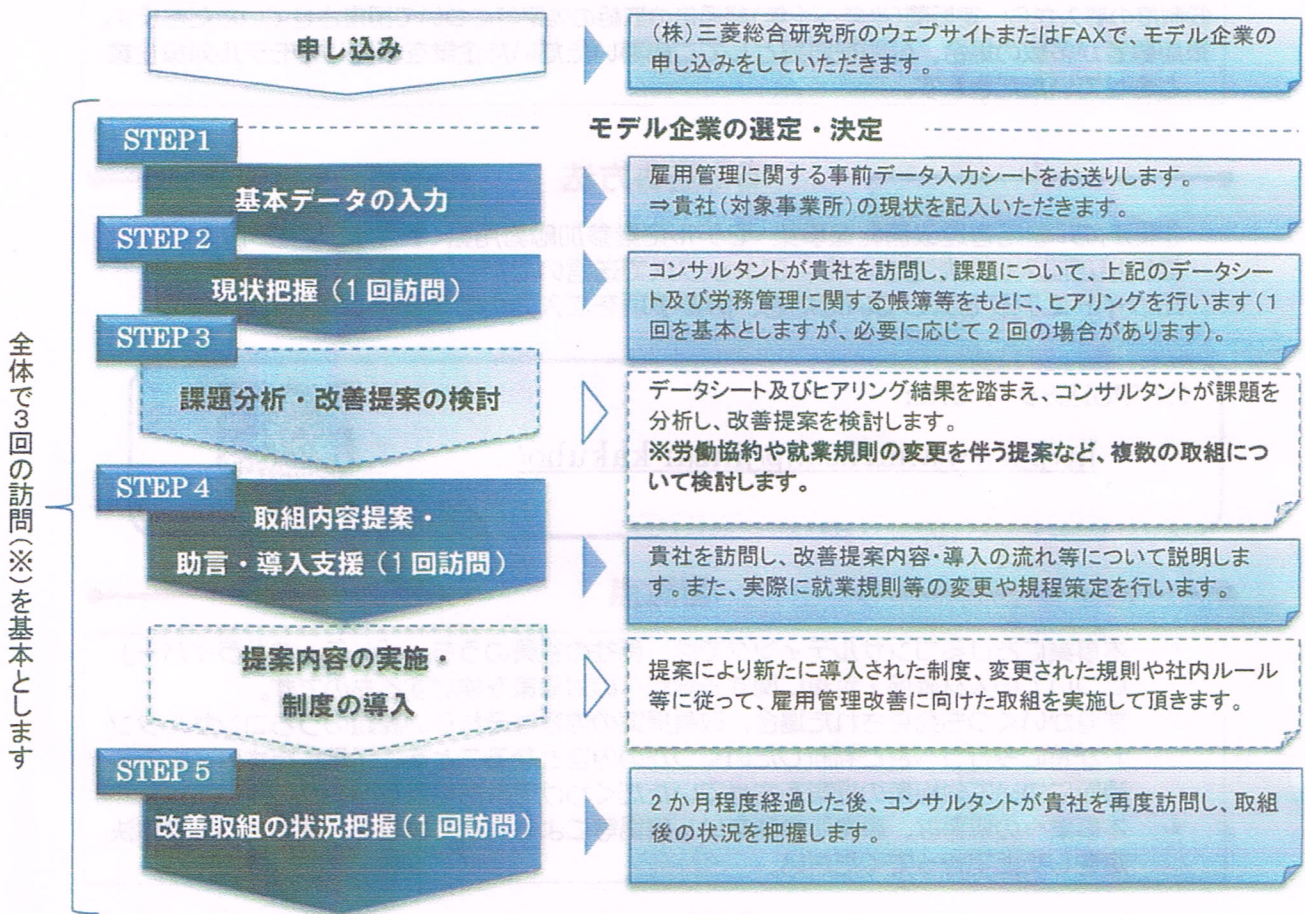 申し込み
(株)三菱総合研究所のウェブサイトまたはFAXで、モデル企業の
申し込みをしていただきます。
モデル企業の選定・決定
全体で3回の訪問(※)を基本とします
STEP1
基本データの入力
雇用管理に関する事前データ入力シートをお送りします。
⇒貴社(対象事業所)の現状を記入いただきます。
STEP 2
現状把握(1回訪問)
コンサルタントが貴社を訪問し、課題について、上記のデータシー
ト及び労務管理に関する帳簿等をもとに、ヒアリングを行います(1
回を基本としますが、必要に応じて2回の場合があります)。
STEP 3
課題分析・改善提案の検討
データシート及びヒアリング結果を踏まえ、コンサルタントが課題を
分析し、改善提案を検討します。
※労働協約や就業規則の変更を伴う提案など、複数の取組につ
いて検討します。
STEP 4
取組内容提案・
助言・導入支援(1回訪問)
貴社を訪問し、改善提案内容・導入の流れ等について説明しま
す。また、実際に就業規則等の変更や規程策定を行います。
提案内容の実施・
制度の導入
提案により新たに導入された制度、変更された規則や社内ルール
等に従って、雇用管理改善に向けた取組を実施して頂きます。
STEP 5
改善取組の状況把握(1回訪問)
2か月程度経過した後、コンサルタントが貴社を再度訪問し、取組
後の状況を把握します。